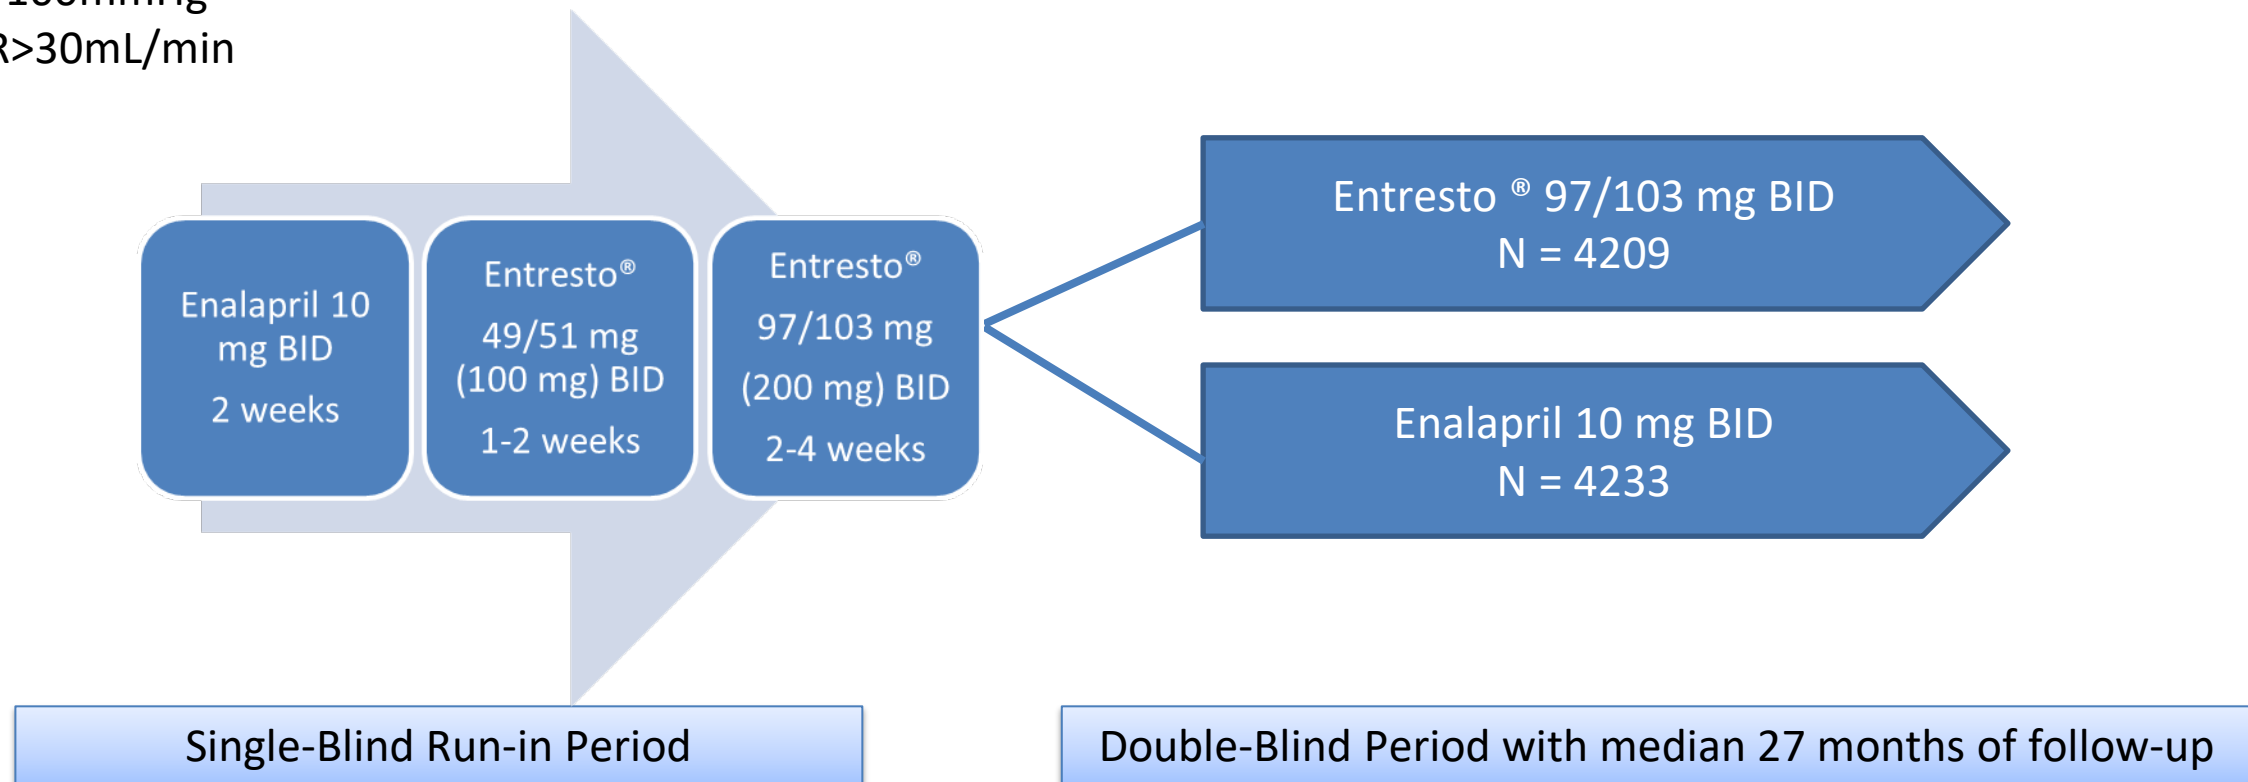 R>30mL/min
Enalapril 10
mg BID
2 weeks
Entresto®
49/51 mg
(100 mg) BID
1-2 weeks
Entresto®
97/103 mg
(200 mg) BID
2-4 weeks
Entresto ® 97/103 mg BID
N = 4209
Enalapril 10 mg BID
N = 4233
Single-Blind Run-in Period
Double-Blind Period with median 27 months of follow-up